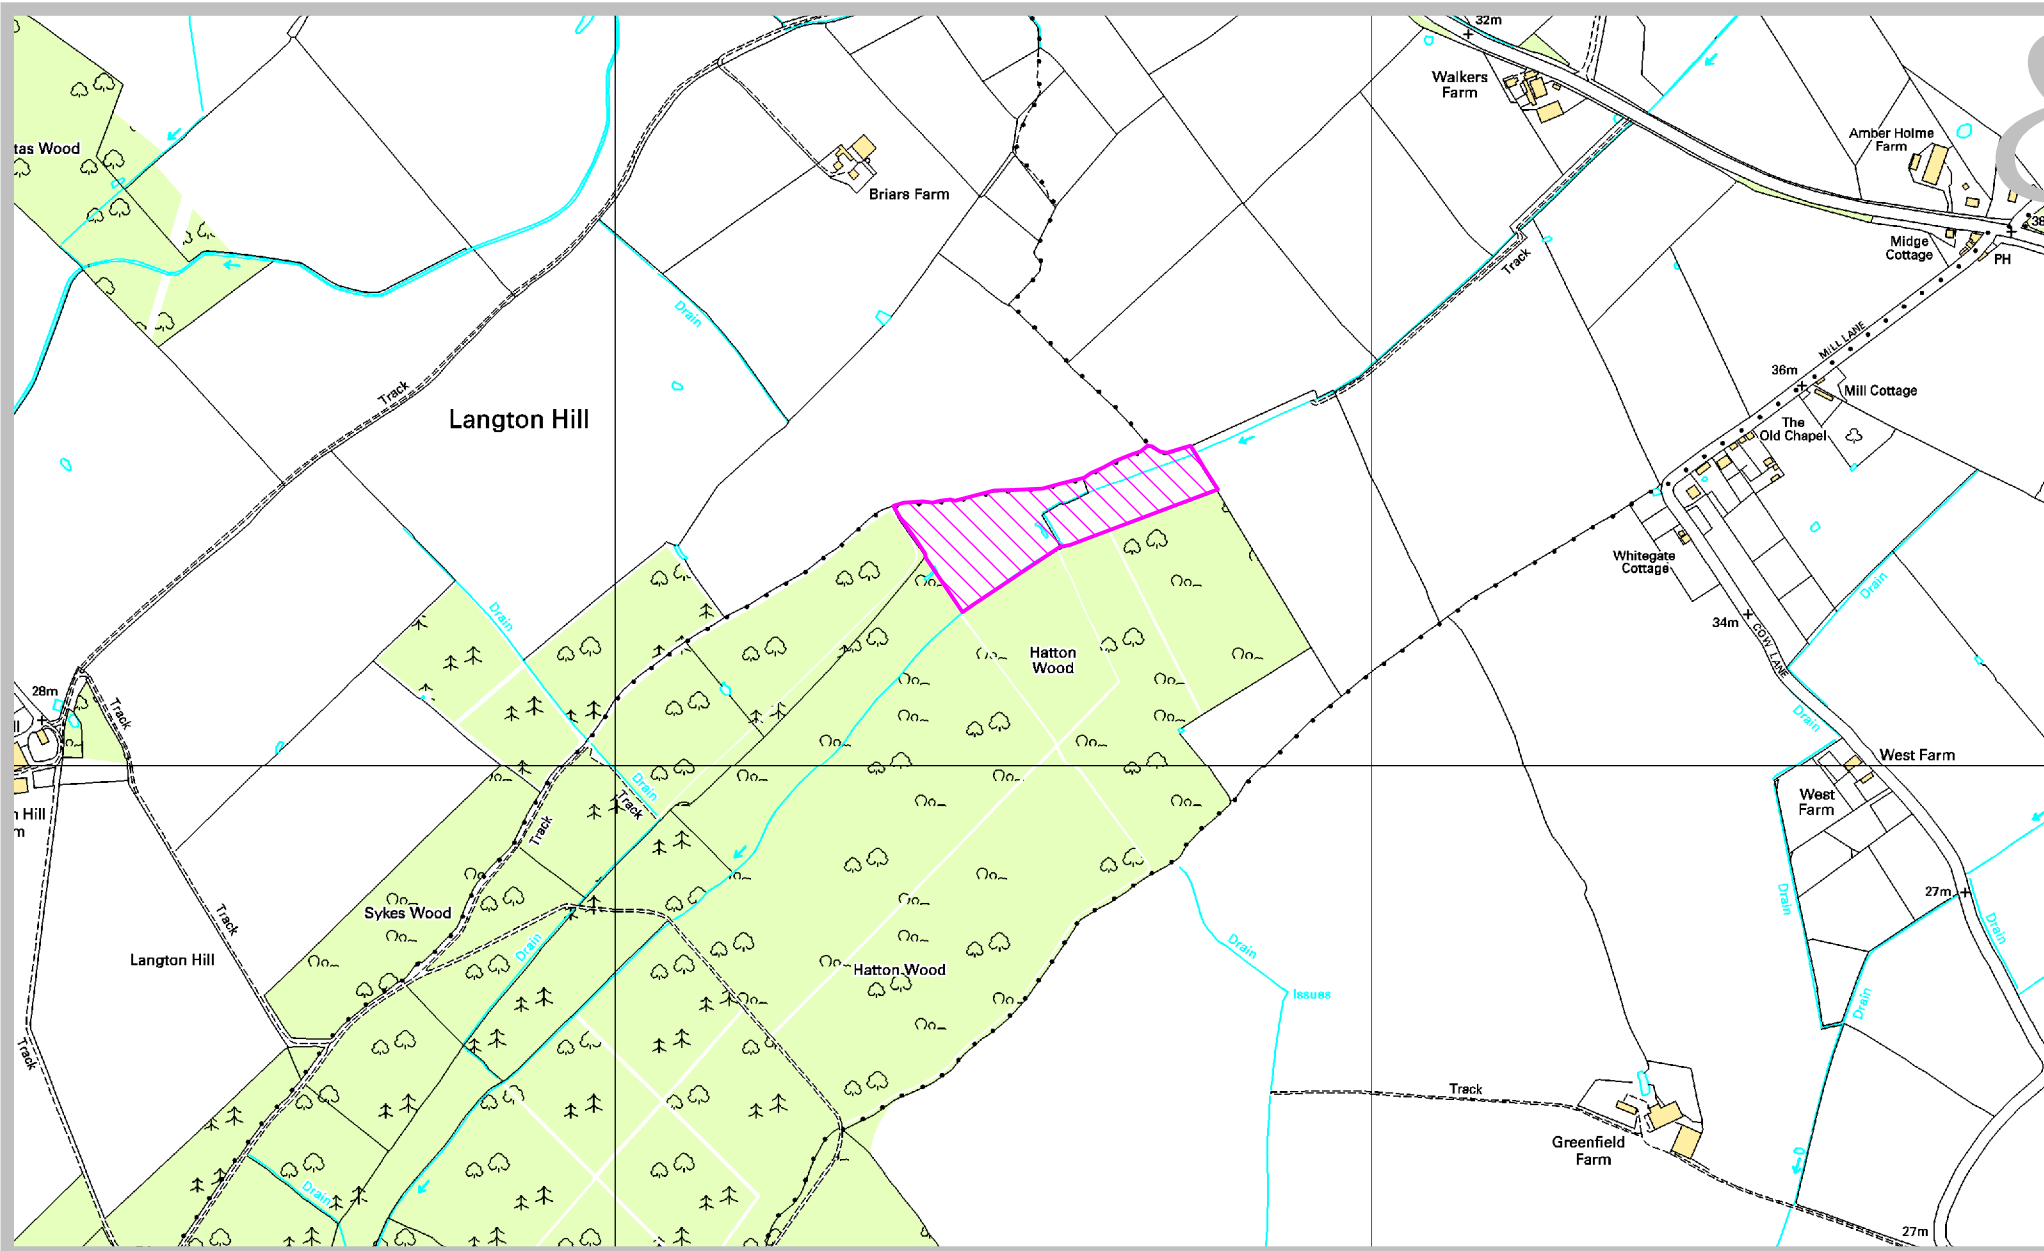 32m
Walkers
Farm
Amber Holme
Farm
tas Wood
Briars Farm
38
Midge
Cottage
PH
Track
Drain
MILL LANE
36m
Mill Cottage
Track
Langton Hill
The
Old Chapel
Whitegate
Cottage
Drain
Drain
34m
COW LANE
Hatton
Wood
28m
Track
Drain
West Farm
Drain
Track
West
Farm
Hill
m
Track
27m
Drain
Sykes Wood
Track
Drain
Drain
Drain
Langton Hill
Hatton Wood
Issues
Drain
Track
Track
Greenfield
Farm
Drain
27m